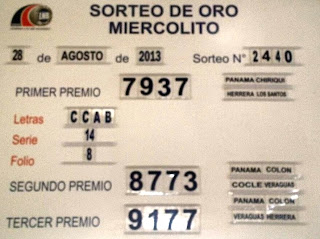 SORTEO DE ORO
MIERCOLITO
28 de AGOSTO de 2013 Sorteo N° 2440
PRIMER PREMIO 7937 PANAMA CHIRIQUI
HERRERA LOS SANTOS
Letras CCAB
Serie 14
Folio 8
SEGUNDO PREMIO 8773 PANAMA COLON
COCLE VERAGUAS
TERCER PREMIO 9177 PANAMA COLON
VERAGUAS HERRERA